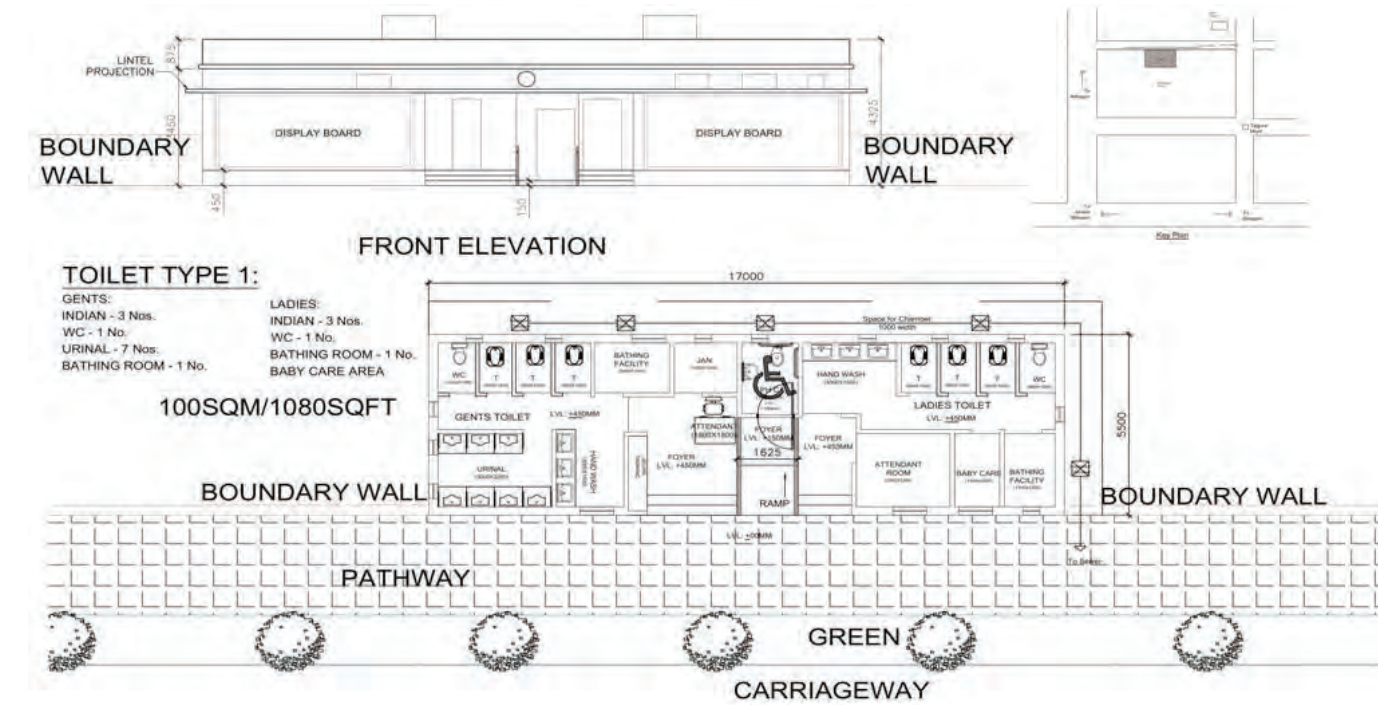 LINTEL
PROJECTION
875
450
150
4325
DISPLAY BOARD
DISPLAY BOARD
BOUNDARY
WALL
BOUNDARY
WALL
FRONT ELEVATION
Key Plan
TOILET TYPE 1:
GENTS:
INDIAN - 3 Nos.
WC - 1 No.
URINAL - 7 Nos.
BATHING ROOM - 1 No.
LADIES:
INDIAN - 3 Nos.
WC - 1 No.
BATHING ROOM - 1 No.
BABY CARE AREA
100SQM/1080SQFT
17000
Space for Chamber
1000 width
WC
T
T
T
BATHING
FACILITY
JAN
HAND WASH
T
T
T
WC
GENTS TOILET
LVL: +450MM
LADIES TOILET
LVL: +450MM
ATTENDANT
FOYER
LVL: +450MM
FOYER
LVL: +150MM
1625
FOYER
LVL: +450MM
URINAL
HAND WASH
ATTENDANT
ROOM
BABY CARE
BATHING
FACILITY
RAMP
5500
BOUNDARY WALL
BOUNDARY WALL
LVL: ±00MM
To Sewer
PATHWAY
GREEN
CARRIAGEWAY